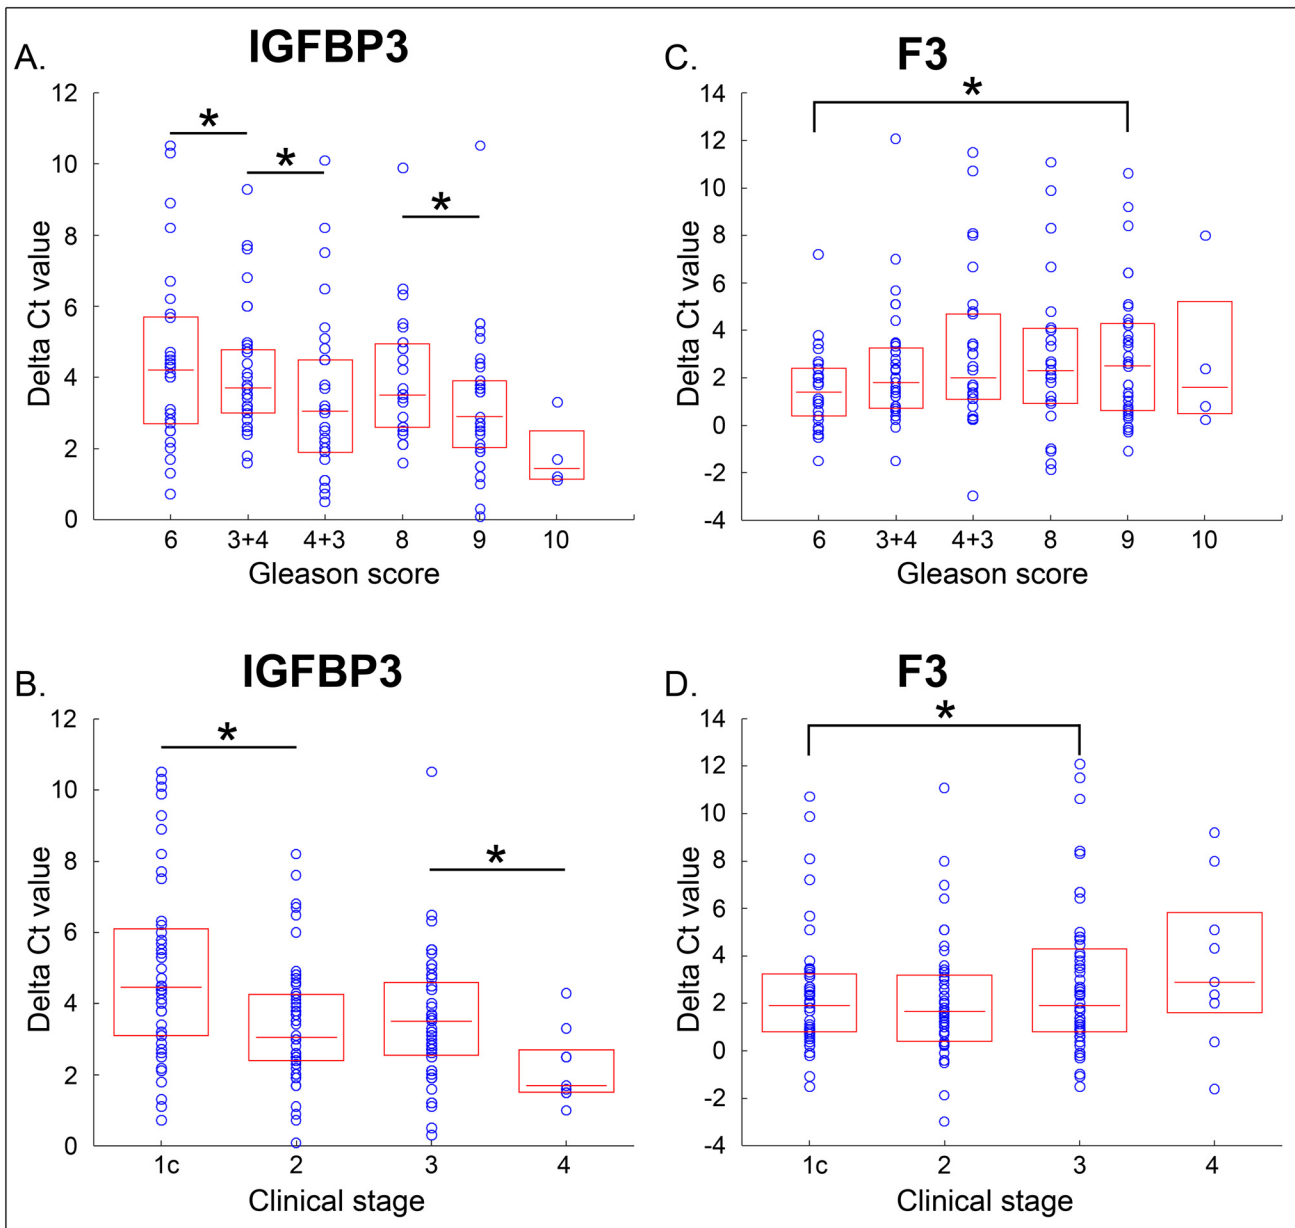 A.
IGFBP3
Delta Ct value
12
10
8
6
4
2
0
* * *
6 3+4 4+3 8 9 10
Gleason score
C.
F3
Delta Ct value
14
12
10
8
6
4
2
0
-2
-4
*
6 3+4 4+3 8 9 10
Gleason score
B.
IGFBP3
Delta Ct value
12
10
8
6
4
2
0
* *
1c 2 3 4
Clinical stage
D.
F3
Delta Ct value
14
12
10
8
6
4
2
0
-2
-4
*
1c 2 3 4
Clinical stage